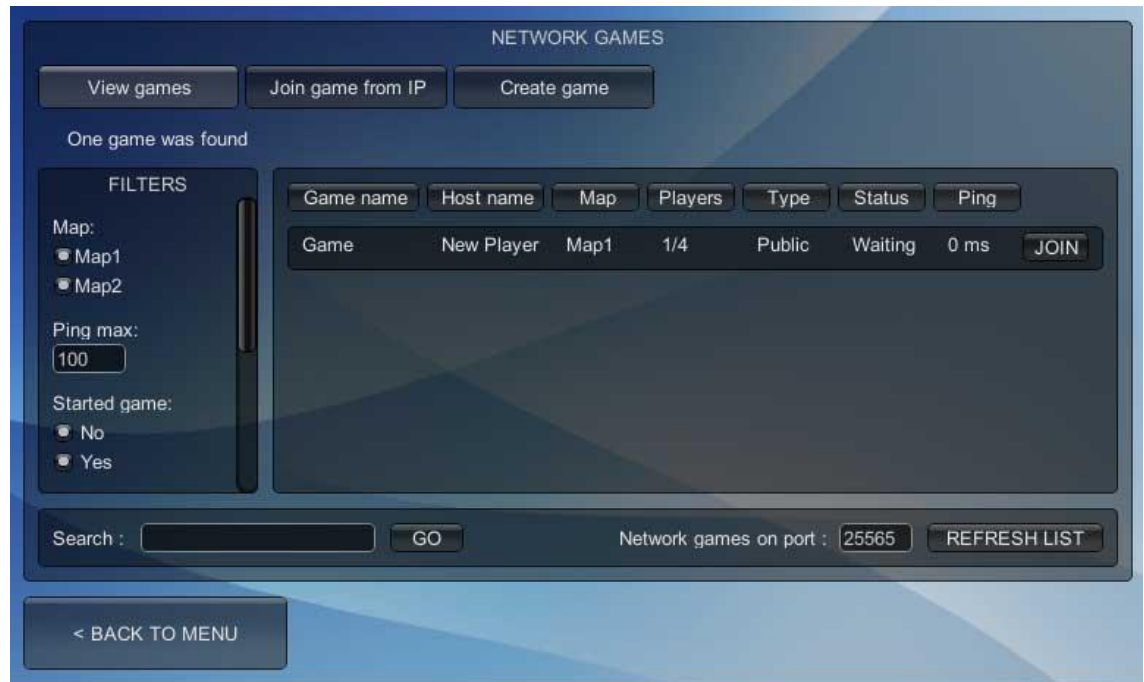 NETWORK GAMES
View games Join game from IP Create game
One game was found
FILTERS
Map:
Map1
Map2
Ping max:
100
Started game:
No
Yes
Game name Host name Map Players Type Status Ping
Game New Player Map1 1/4 Public Waiting 0 ms JOIN
Search : GO Network games on port : 25565 REFRESH LIST
< BACK TO MENU